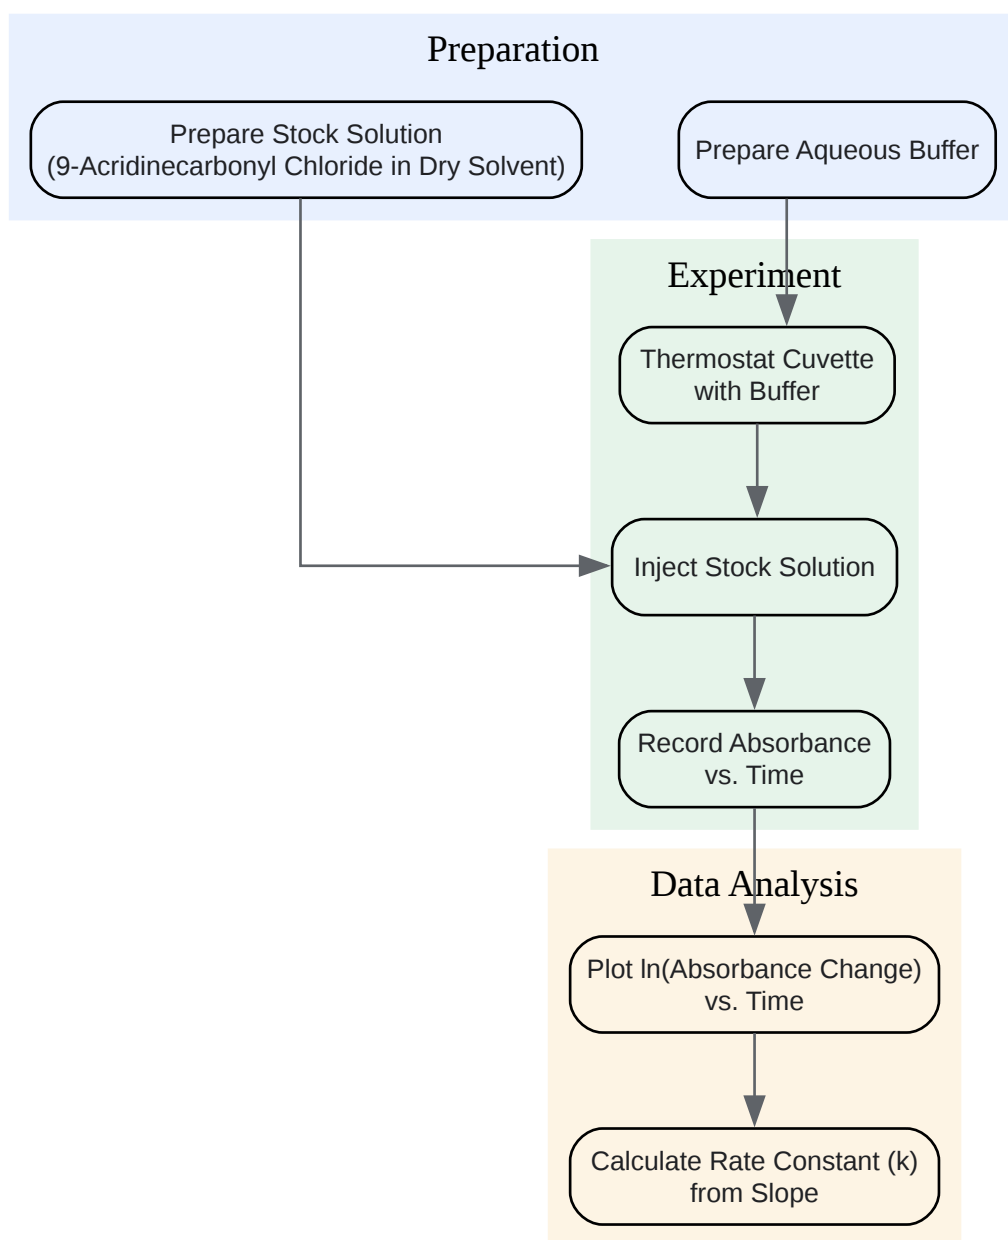 Preparation
Prepare Stock Solution
(9-Acridinecarbonyl Chloride in Dry Solvent)
Prepare Aqueous Buffer
Experiment
Thermostat Cuvette
with Buffer
Inject Stock Solution
Record Absorbance
vs. Time
Data Analysis
Plot ln(Absorbance Change)
vs. Time
Calculate Rate Constant (k)
from Slope